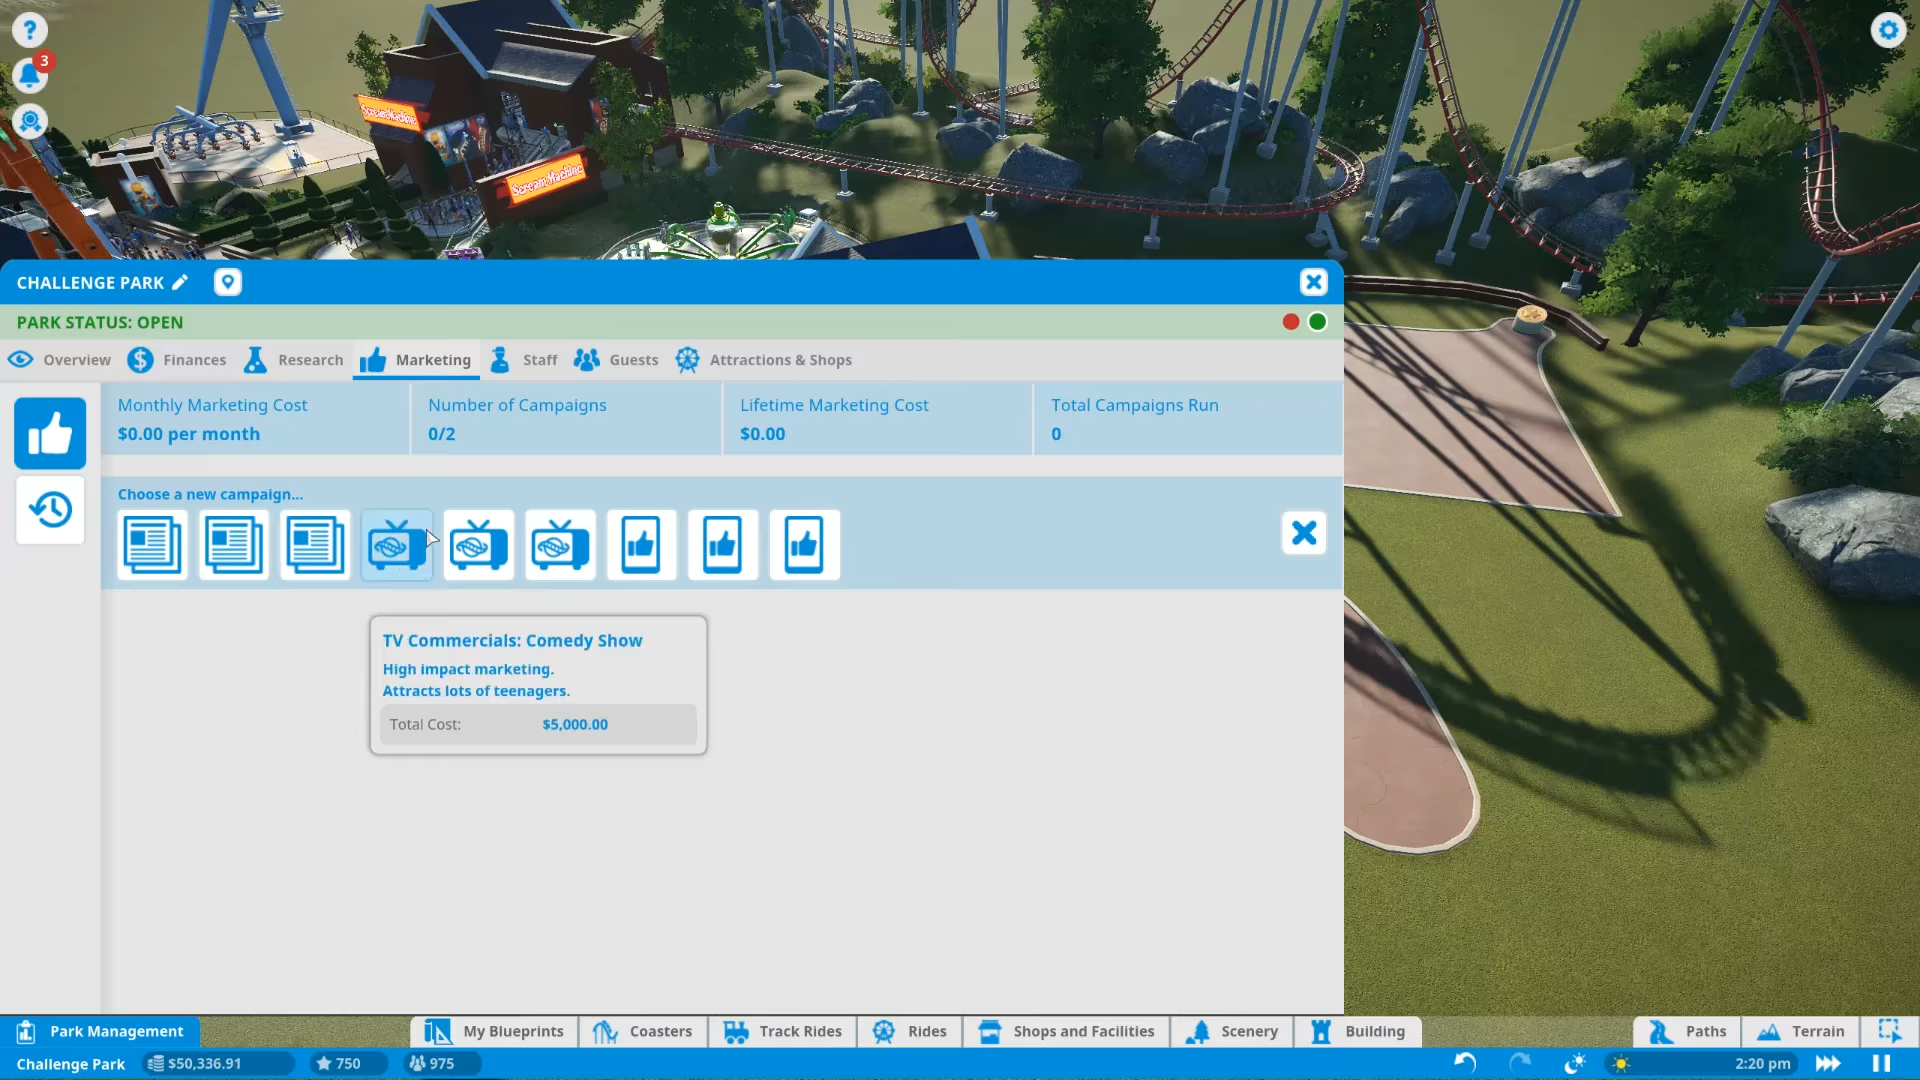 3
Scream Machine
Scream Machine
CHALLENGE PARK
PARK STATUS: OPEN
Overview
Finances
Research
Marketing
Staff
Guests
Attractions & Shops
Monthly Marketing Cost
$0.00 per month
Number of Campaigns
0/2
Lifetime Marketing Cost
$0.00
Total Campaigns Run
0
Choose a new campaign...
TV Commercials: Comedy Show
High impact marketing.
Attracts lots of teenagers.
Total Cost: $5,000.00
Park Management
My Blueprints
Coasters
Track Rides
Rides
Shops and Facilities
Scenery
Building
Paths
Terrain
Challenge Park
$50,336.91
750
975
2:20 pm